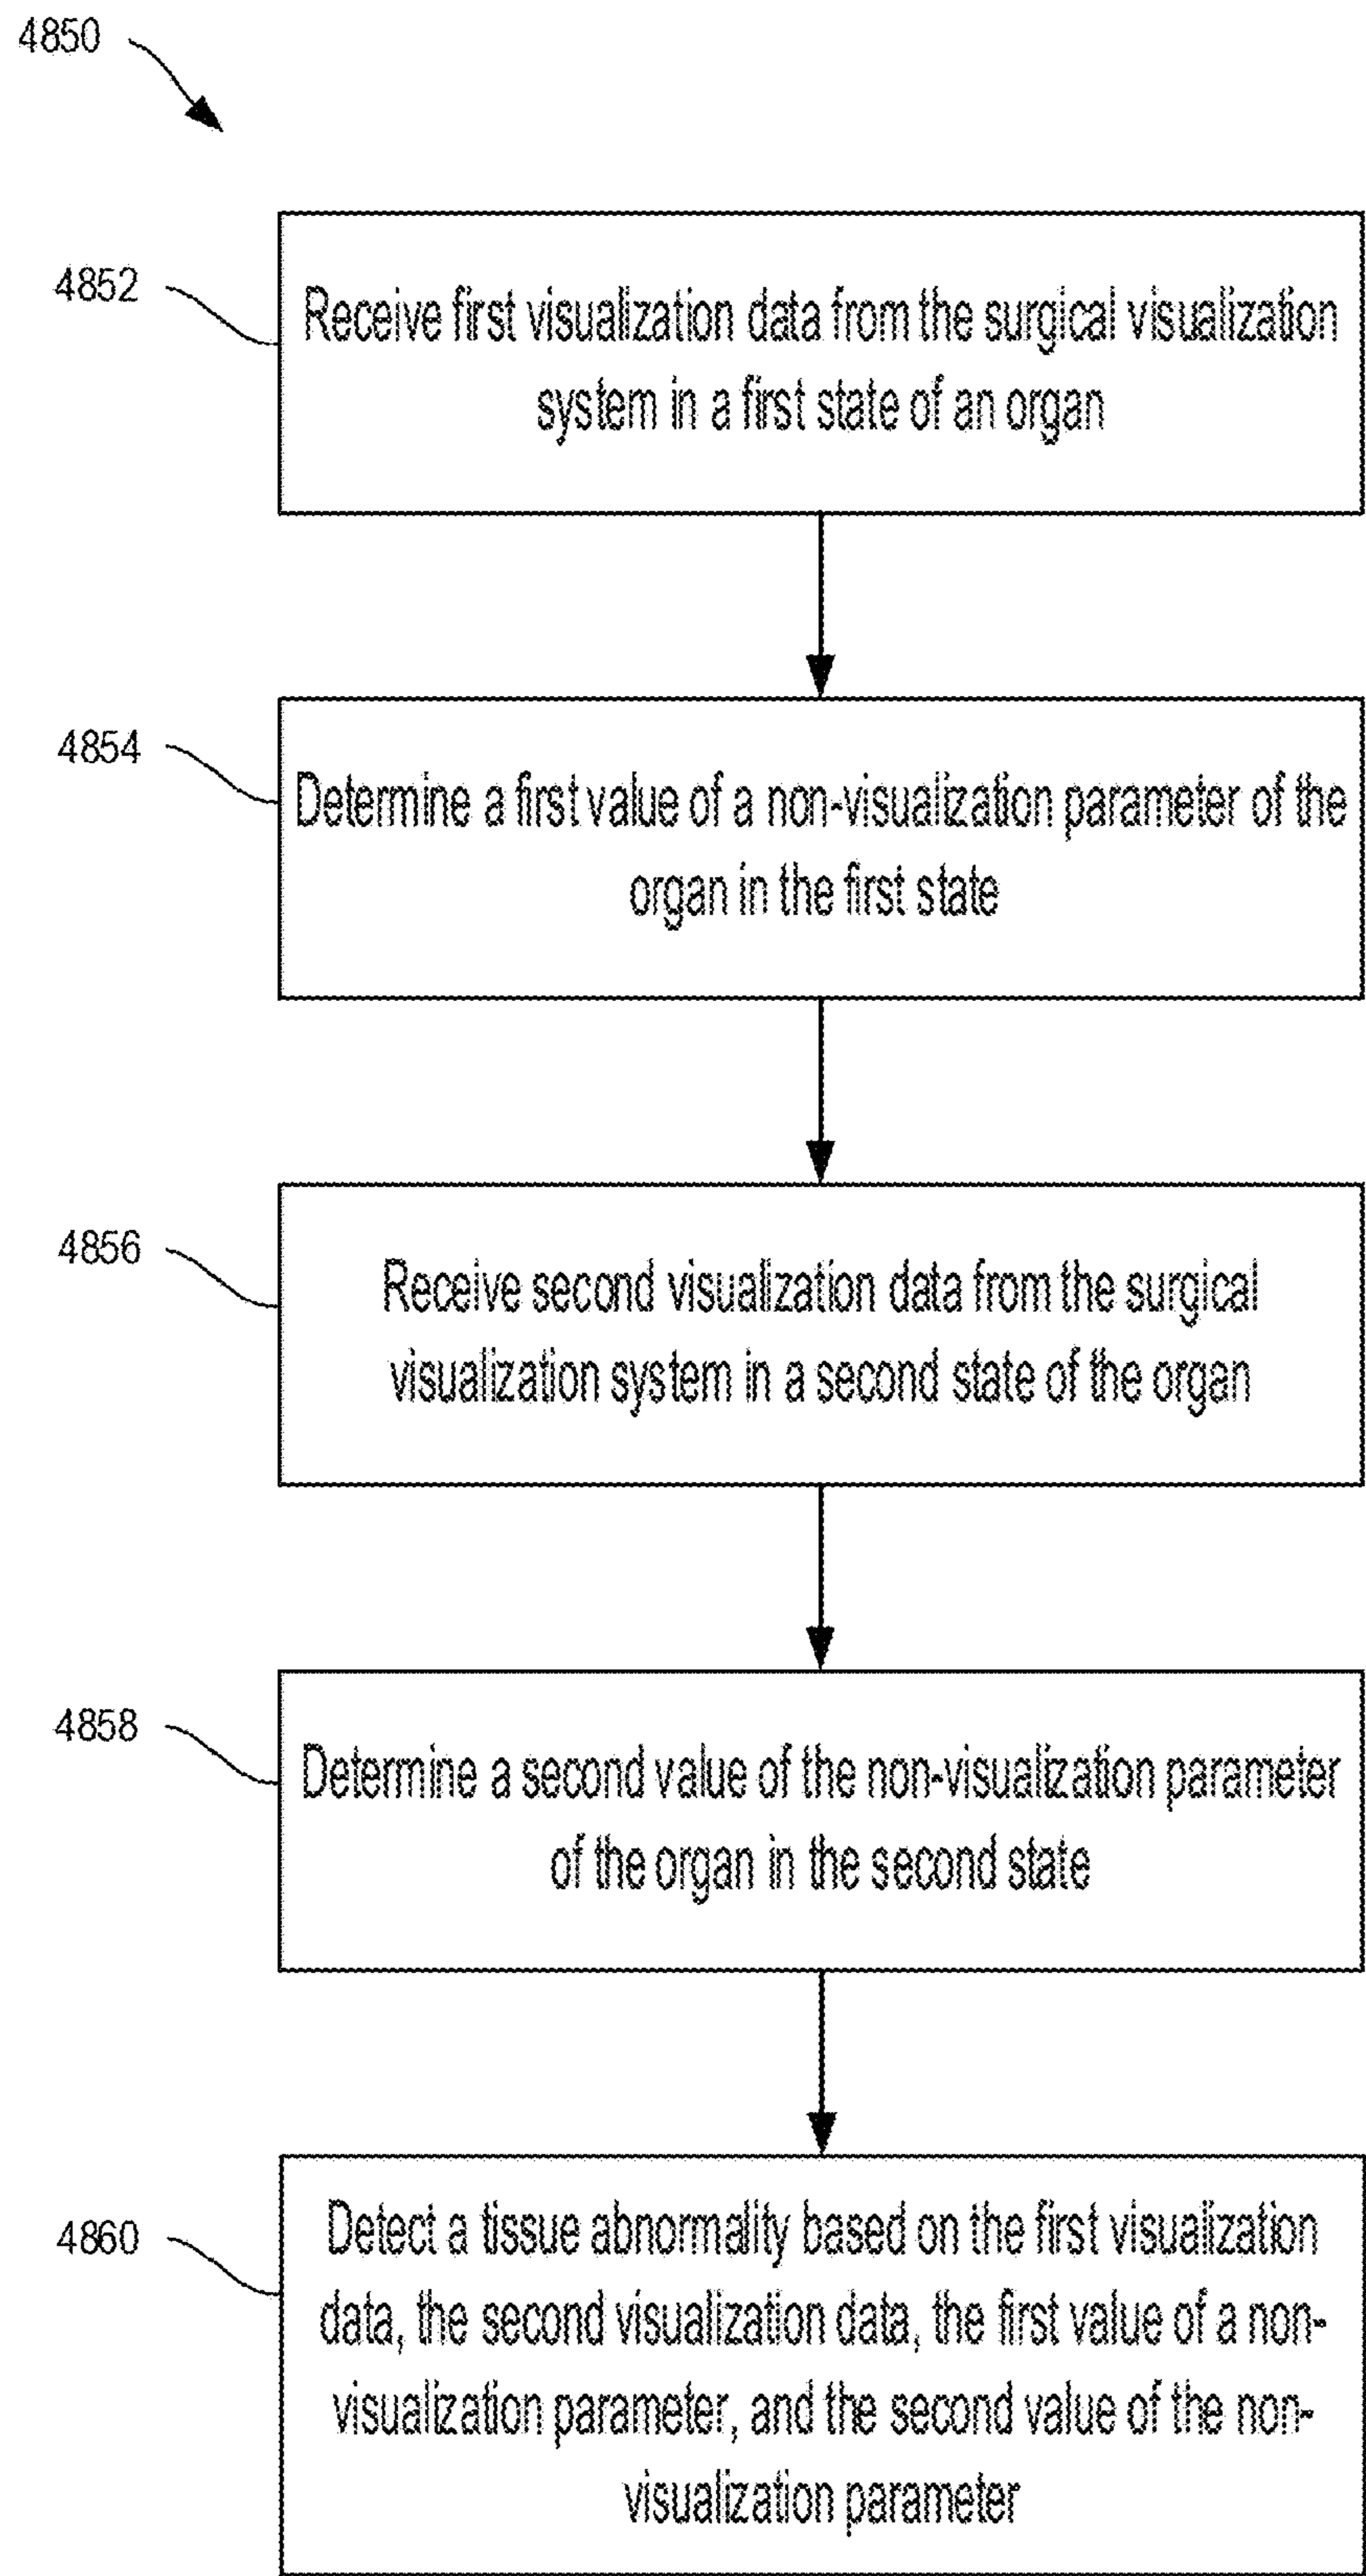 4850
4852
Receive first visualization data from the surgical visualization
system in a first state of an organ
4854
Determine a first value of a non-visualization parameter of the
organ in the first state
4856
Receive second visualization data from the surgical
visualization system in a second state of the organ
4858
Determine a second value of the non-visualization parameter
of the organ in the second state
4860
Detect a tissue abnormality based on the first visualization
data, the second visualization data, the first value of a non-
visualization parameter, and the second value of the non-
visualization parameter